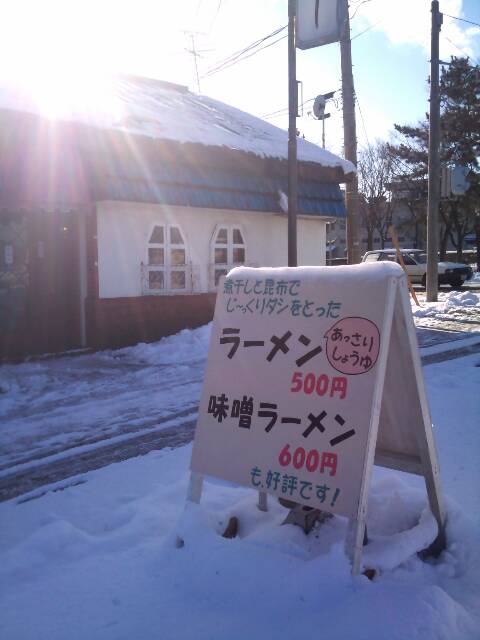 煮干しと昆布で
じ〜っくりダシをとった
ラーメン
あっさり
しょうゆ
500円
味噌ラーメン
600円
も、好評です!